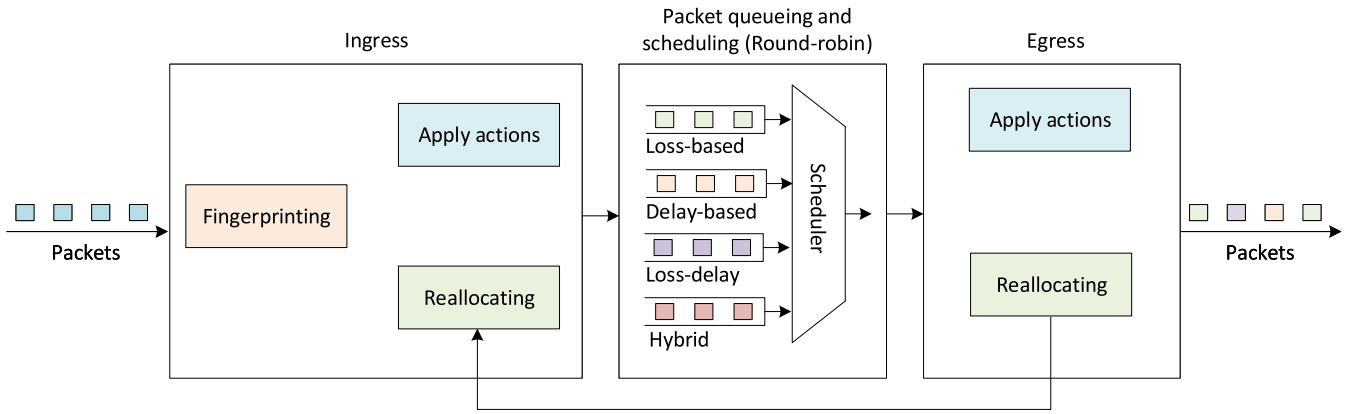 Ingress
Packet queueing and
scheduling (Round-robin)
Egress
Packets
Fingerprinting
Apply actions
Reallocating
Loss-based
Delay-based
Loss-delay
Hybrid
Scheduler
Apply actions
Reallocating
Packets